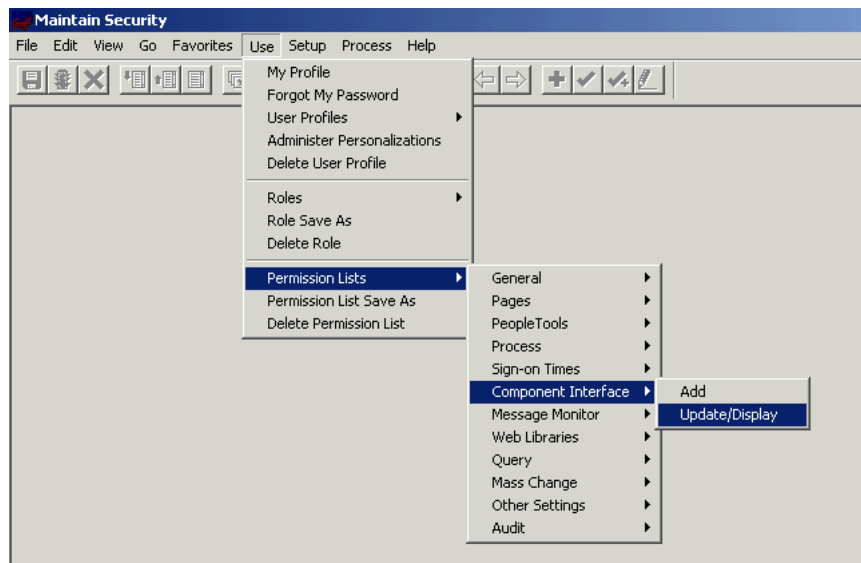 Maintain Security
File Edit View Go Favorites Use Setup Process Help
My Profile
Forgot My Password
User Profiles
Administer Personalizations
Delete User Profile
Roles
Role Save As
Delete Role
Permission Lists
Permission List Save As
Delete Permission List
General
Pages
PeopleTools
Process
Sign-on Times
Component Interface
Message Monitor
Web Libraries
Query
Mass Change
Other Settings
Audit
Add
Update/Display